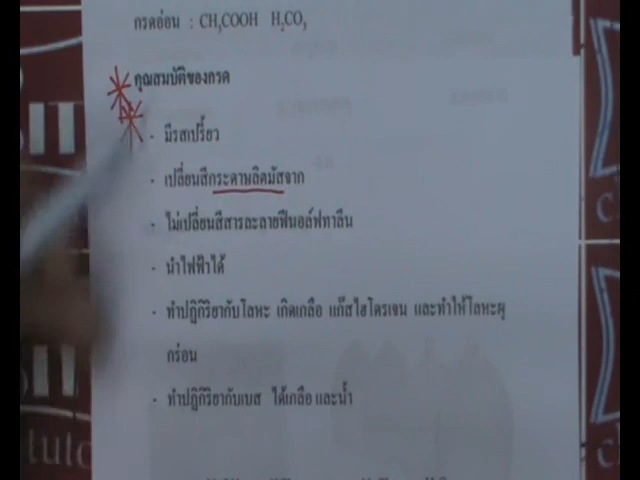 กรดอ่อน : CH₃COOH H₂CO₃
คุณสมบัติของกรด
- มีรสเปรี้ยว
- เปลี่ยนสีกระดาษลิตมัสจาก
- ไม่เปลี่ยนสีสารละลายฟีนอล์ฟทาลีน
- นำไฟฟ้าได้
- ทำปฏิกิริยากับโลหะ เกิดเกลือ แก๊สไฮโดรเจน และทำให้โลหะผุ
กร่อน
- ทำปฏิกิริยากับเบส ได้เกลือ และน้ำ